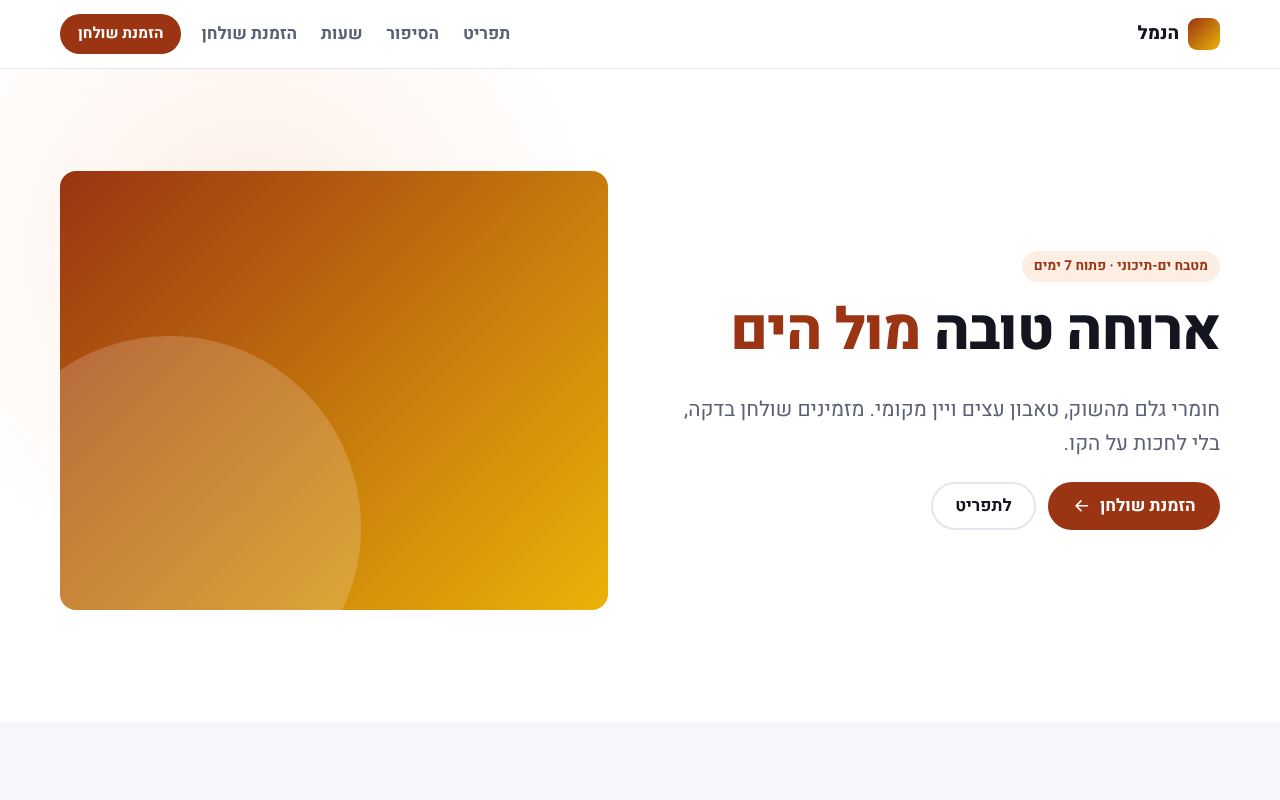 הנמל
תפריט
הסיפור
שעות
הזמנת שולחן
הזמנת שולחן
מטבח ים-תיכוני · פתוח 7 ימים
ארוחה טובה מול הים
חומרי גלם מהשוק, טאבון עצים ויין מקומי. מזמינים שולחן בדקה,
בלי לחכות על הקו.
הזמנת שולחן ←
לתפריט